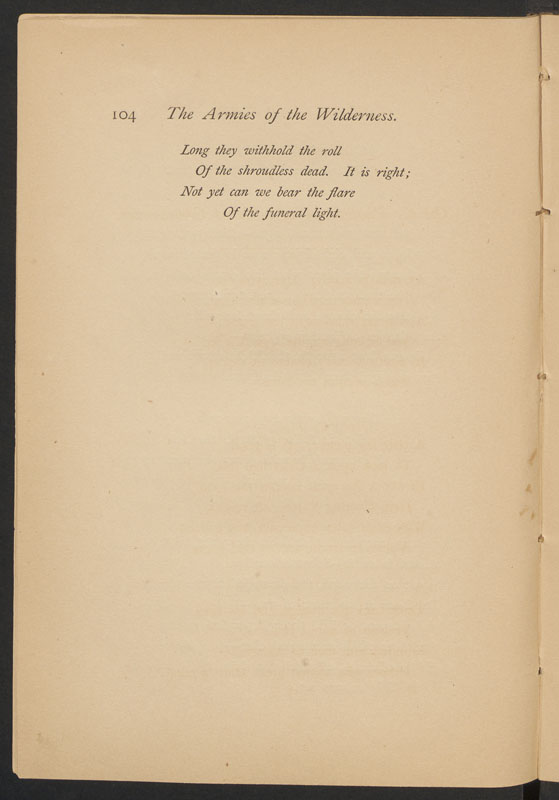 104 The Armies of the Wilderness.
Long they withhold the roll
Of the shroudless dead. It is right;
Not yet can we bear the flare
Of the funeral light.